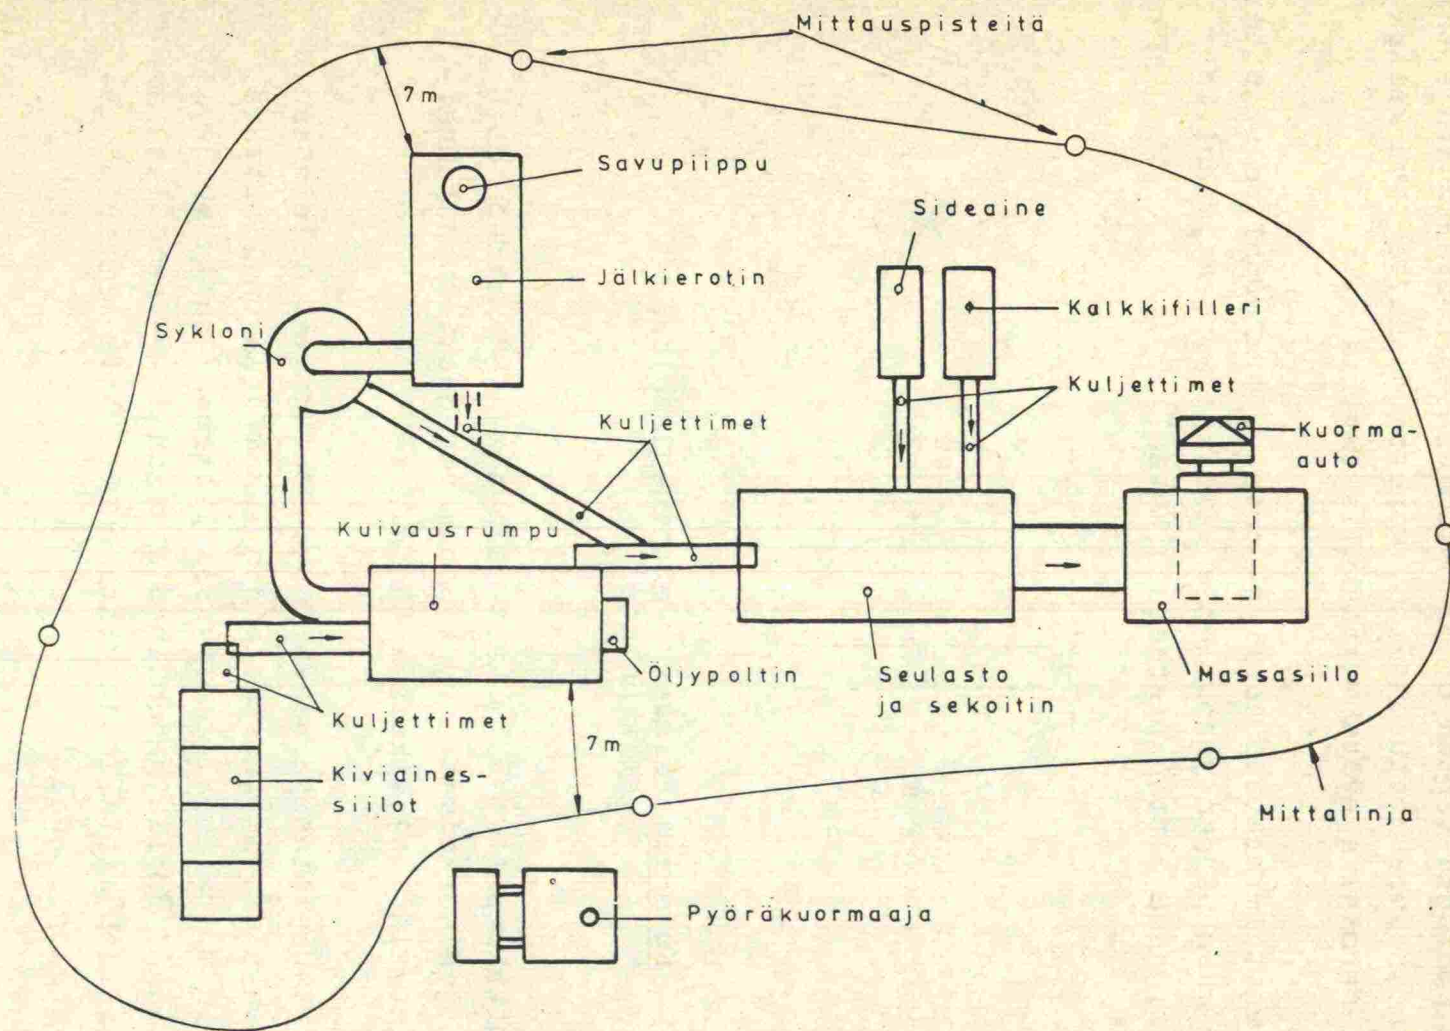 Mittauspisteitä
7 m
Savupiippu
Sideaine
Jälkierotin
Kalkkifilleri
Sykloni
Kuljettimet
Kuljettimet
Kuorma-
auto
Kuivausrumpu
Öljypoltin
Seulasto
ja sekoitin
Massasiilo
Kuljettimet
7 m
Kiviaines-
siilot
Mittalinja
Pyöräkuormaaja